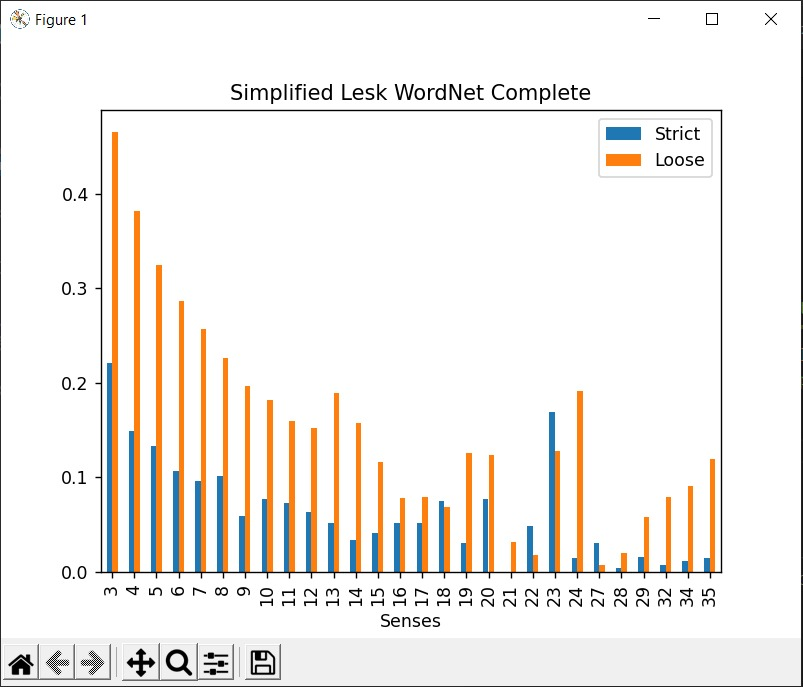 Figure 1
Simplified Lesk WordNet Complete
Strict
Loose
0.4
0.3
0.2
0.1
0.0
3 4 5 6 7 8 9 10 11 12 13 14 15 16 17 18 19 20 21 22 23 24 27 28 29 32 34 35
Senses